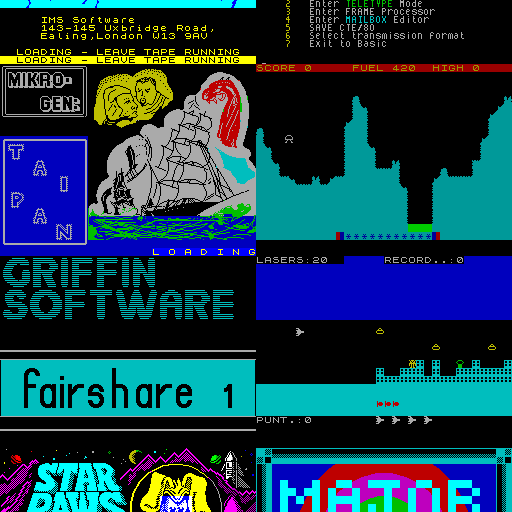 IMS Software
143-145 Uxbridge Road,
Ealing,London W13 9AV
LOADING - LEAVE TAPE RUNNING
LOADING - LEAVE TAPE RUNNING
2 Enter TELETYPE Mode
3 Enter FRAME Processor
4 Enter MAILBOX Editor
5 SAVE CTE/80
6 Select transmission format
7 Exit to Basic
MIKRO-
GEN:
TAIPAN
LOADING
SCORE 0 FUEL 420 HIGH 0
GRIFFIN
SOFTWARE
fairshare 1
LASERS:20 RECORD..:0
PUNT.:0
STAR
PAWS
MAJOR